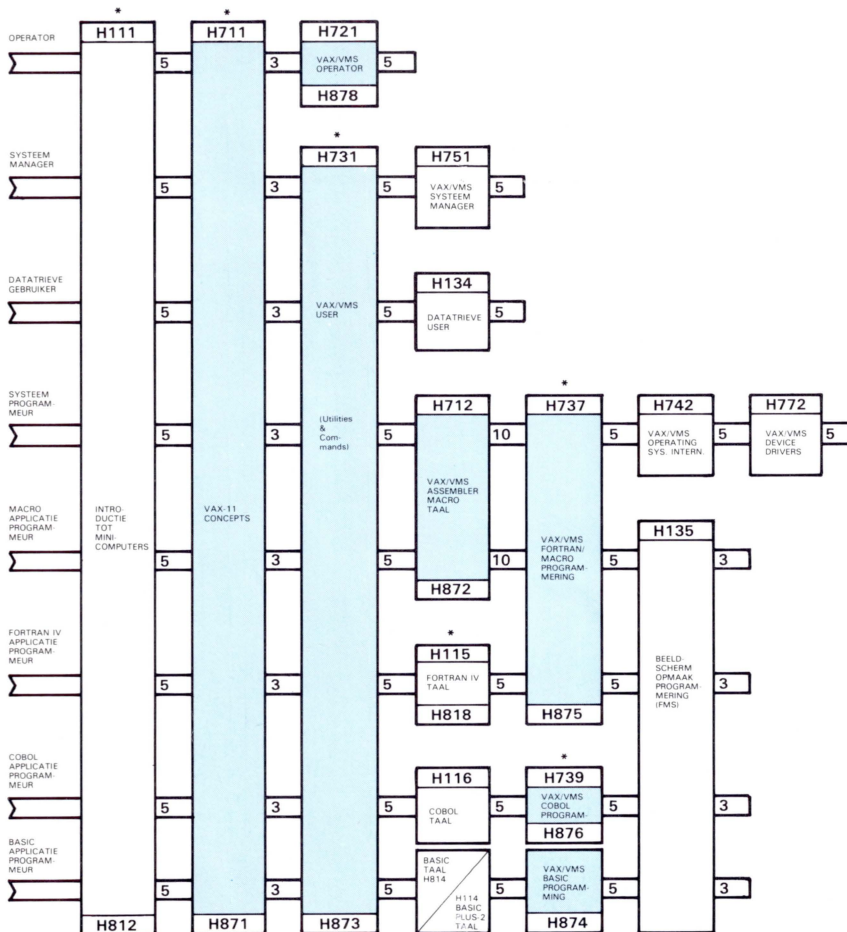 * *
OPERATOR H111 H711 H721
5 3 VAX/VMS 5
OPERATOR
H878
*
SYSTEEM H731 H751
MANAGER
5 3 5 VAX/VMS 5
SYSTEEM
MANAGER
DATATRIEVE H134
GEBRUIKER
5 3 VAX/VMS 5 DATATRIEVE 5
USER USER
*
SYSTEEM H712 H737 H742 H772
PROGRAM-
MEUR
5 3 (Utilities 5 10 5 VAX/VMS 5 VAX/VMS 5
& OPERATING DEVICE
Com- SYS. INTERN. DRIVERS
mands)
VAX/VMS
ASSEMBLER
MACRO
TAAL
MACRO INTRO- VAX-11
APPLICATIE DUCTIE CONCEPTS
PROGRAM- TOT
MEUR MINI-
COMPUTERS
H135
VAX/VMS
FORTRAN/
MACRO
PROGRAM-
MERING
5 3 5 10 5 3
H872
FORTRAN IV *
APPLICATIE H115
PROGRAM-
MEUR
5 3 5 FORTRAN IV 5 5 3
TAAL
H818 H875
BEELD-
SCHERM
OPMAAK
PROGRAM-
MERING
(FMS)
COBOL *
APPLICATIE H116 H739
PROGRAM-
MEUR
5 3 5 COBOL 5 VAX/VMS 5 3
TAAL COBOL
PROGRAM-
H876
BASIC
APPLICATIE
PROGRAM-
MEUR
5 3 5 BASIC 5 VAX/VMS 5 3
TAAL BASIC
H814 PROGRAM-
MING
H114
BASIC
PLUS-2
TAAL
H812 H871 H873 H874